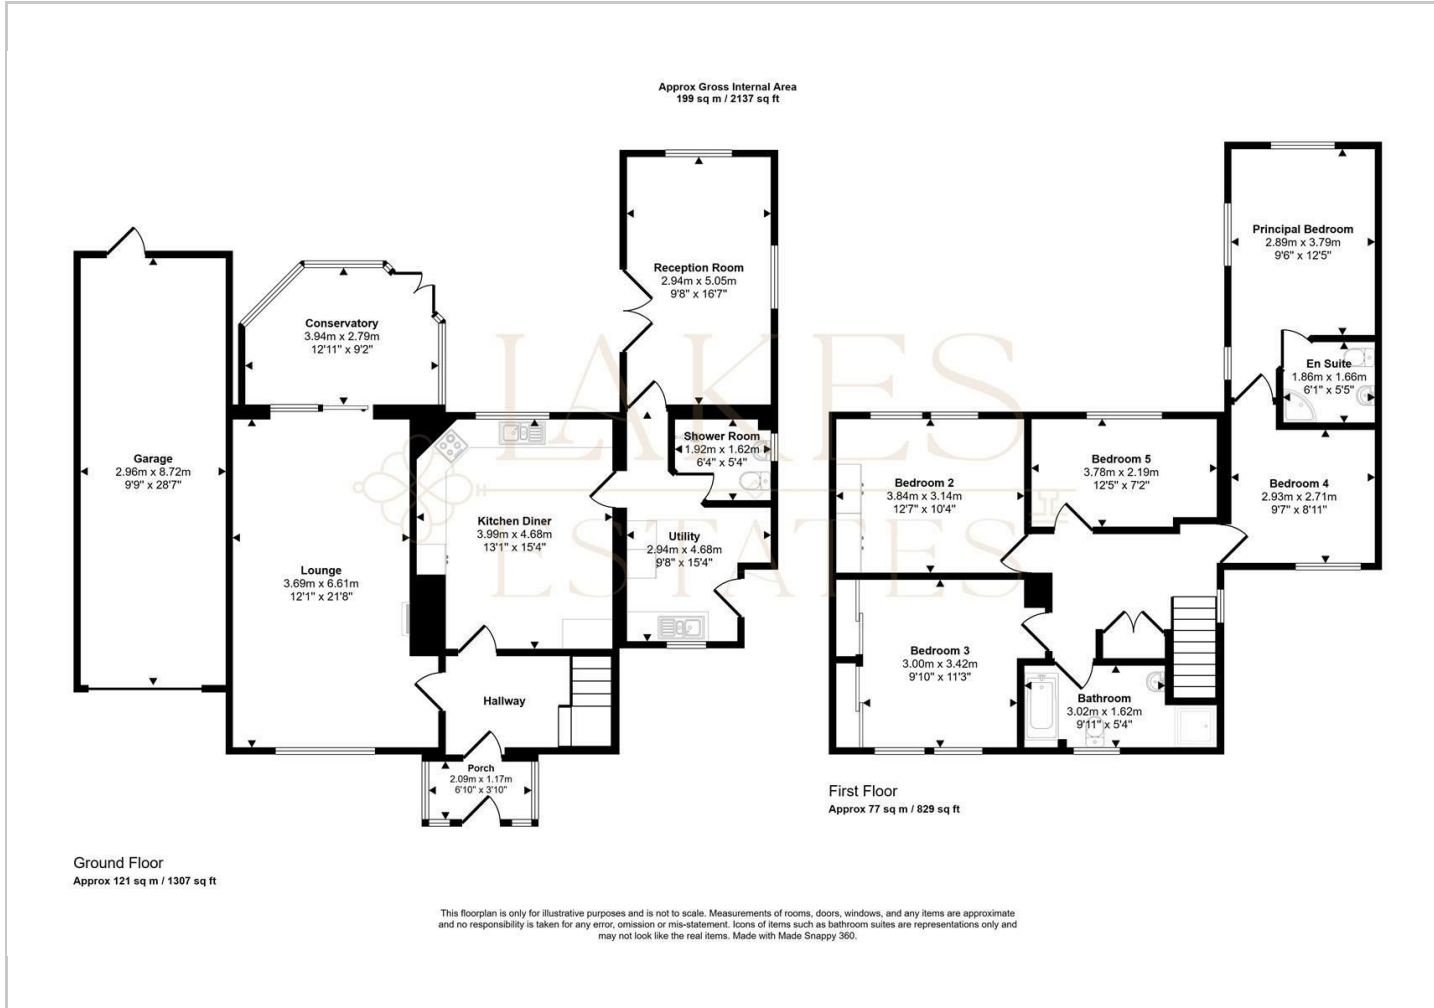 Approx Gross Internal Area
199 sq m / 2137 sq ft
Reception Room
2.94m x 5.05m
9'8" x 16'7"
Conservatory
3.94m x 2.79m
12'11" x 9'2"
Garage
2.96m x 8.72m
9'9" x 28'7"
Shower Room
1.92m x 1.62m
6'4" x 5'4"
Kitchen Diner
3.99m x 4.68m
13'1" x 15'4"
Utility
2.94m x 4.68m
9'8" x 15'4"
Lounge
3.69m x 6.61m
12'1" x 21'8"
Hallway
Porch
2.09m x 1.17m
6'10" x 3'10"
Ground Floor
Approx 121 sq m / 1307 sq ft
Principal Bedroom
2.89m x 3.79m
9'6" x 12'5"
En Suite
1.86m x 1.66m
6'1" x 5'5"
Bedroom 2
3.84m x 3.14m
12'7" x 10'4"
Bedroom 5
3.78m x 2.19m
12'5" x 7'2"
Bedroom 4
2.93m x 2.71m
9'7" x 8'11"
Bedroom 3
3.00m x 3.42m
9'10" x 11'3"
Bathroom
3.02m x 1.62m
9'11" x 5'4"
First Floor
Approx 77 sq m / 829 sq ft
LAKES
ESTATES
This floorplan is only for illustrative purposes and is not to scale. Measurements of rooms, doors, windows, and any items are approximate
and no responsibility is taken for any error, omission or mis-statement. Icons of items such as bathroom suites are representations only and
may not look like the real items. Made with Made Snappy 360.